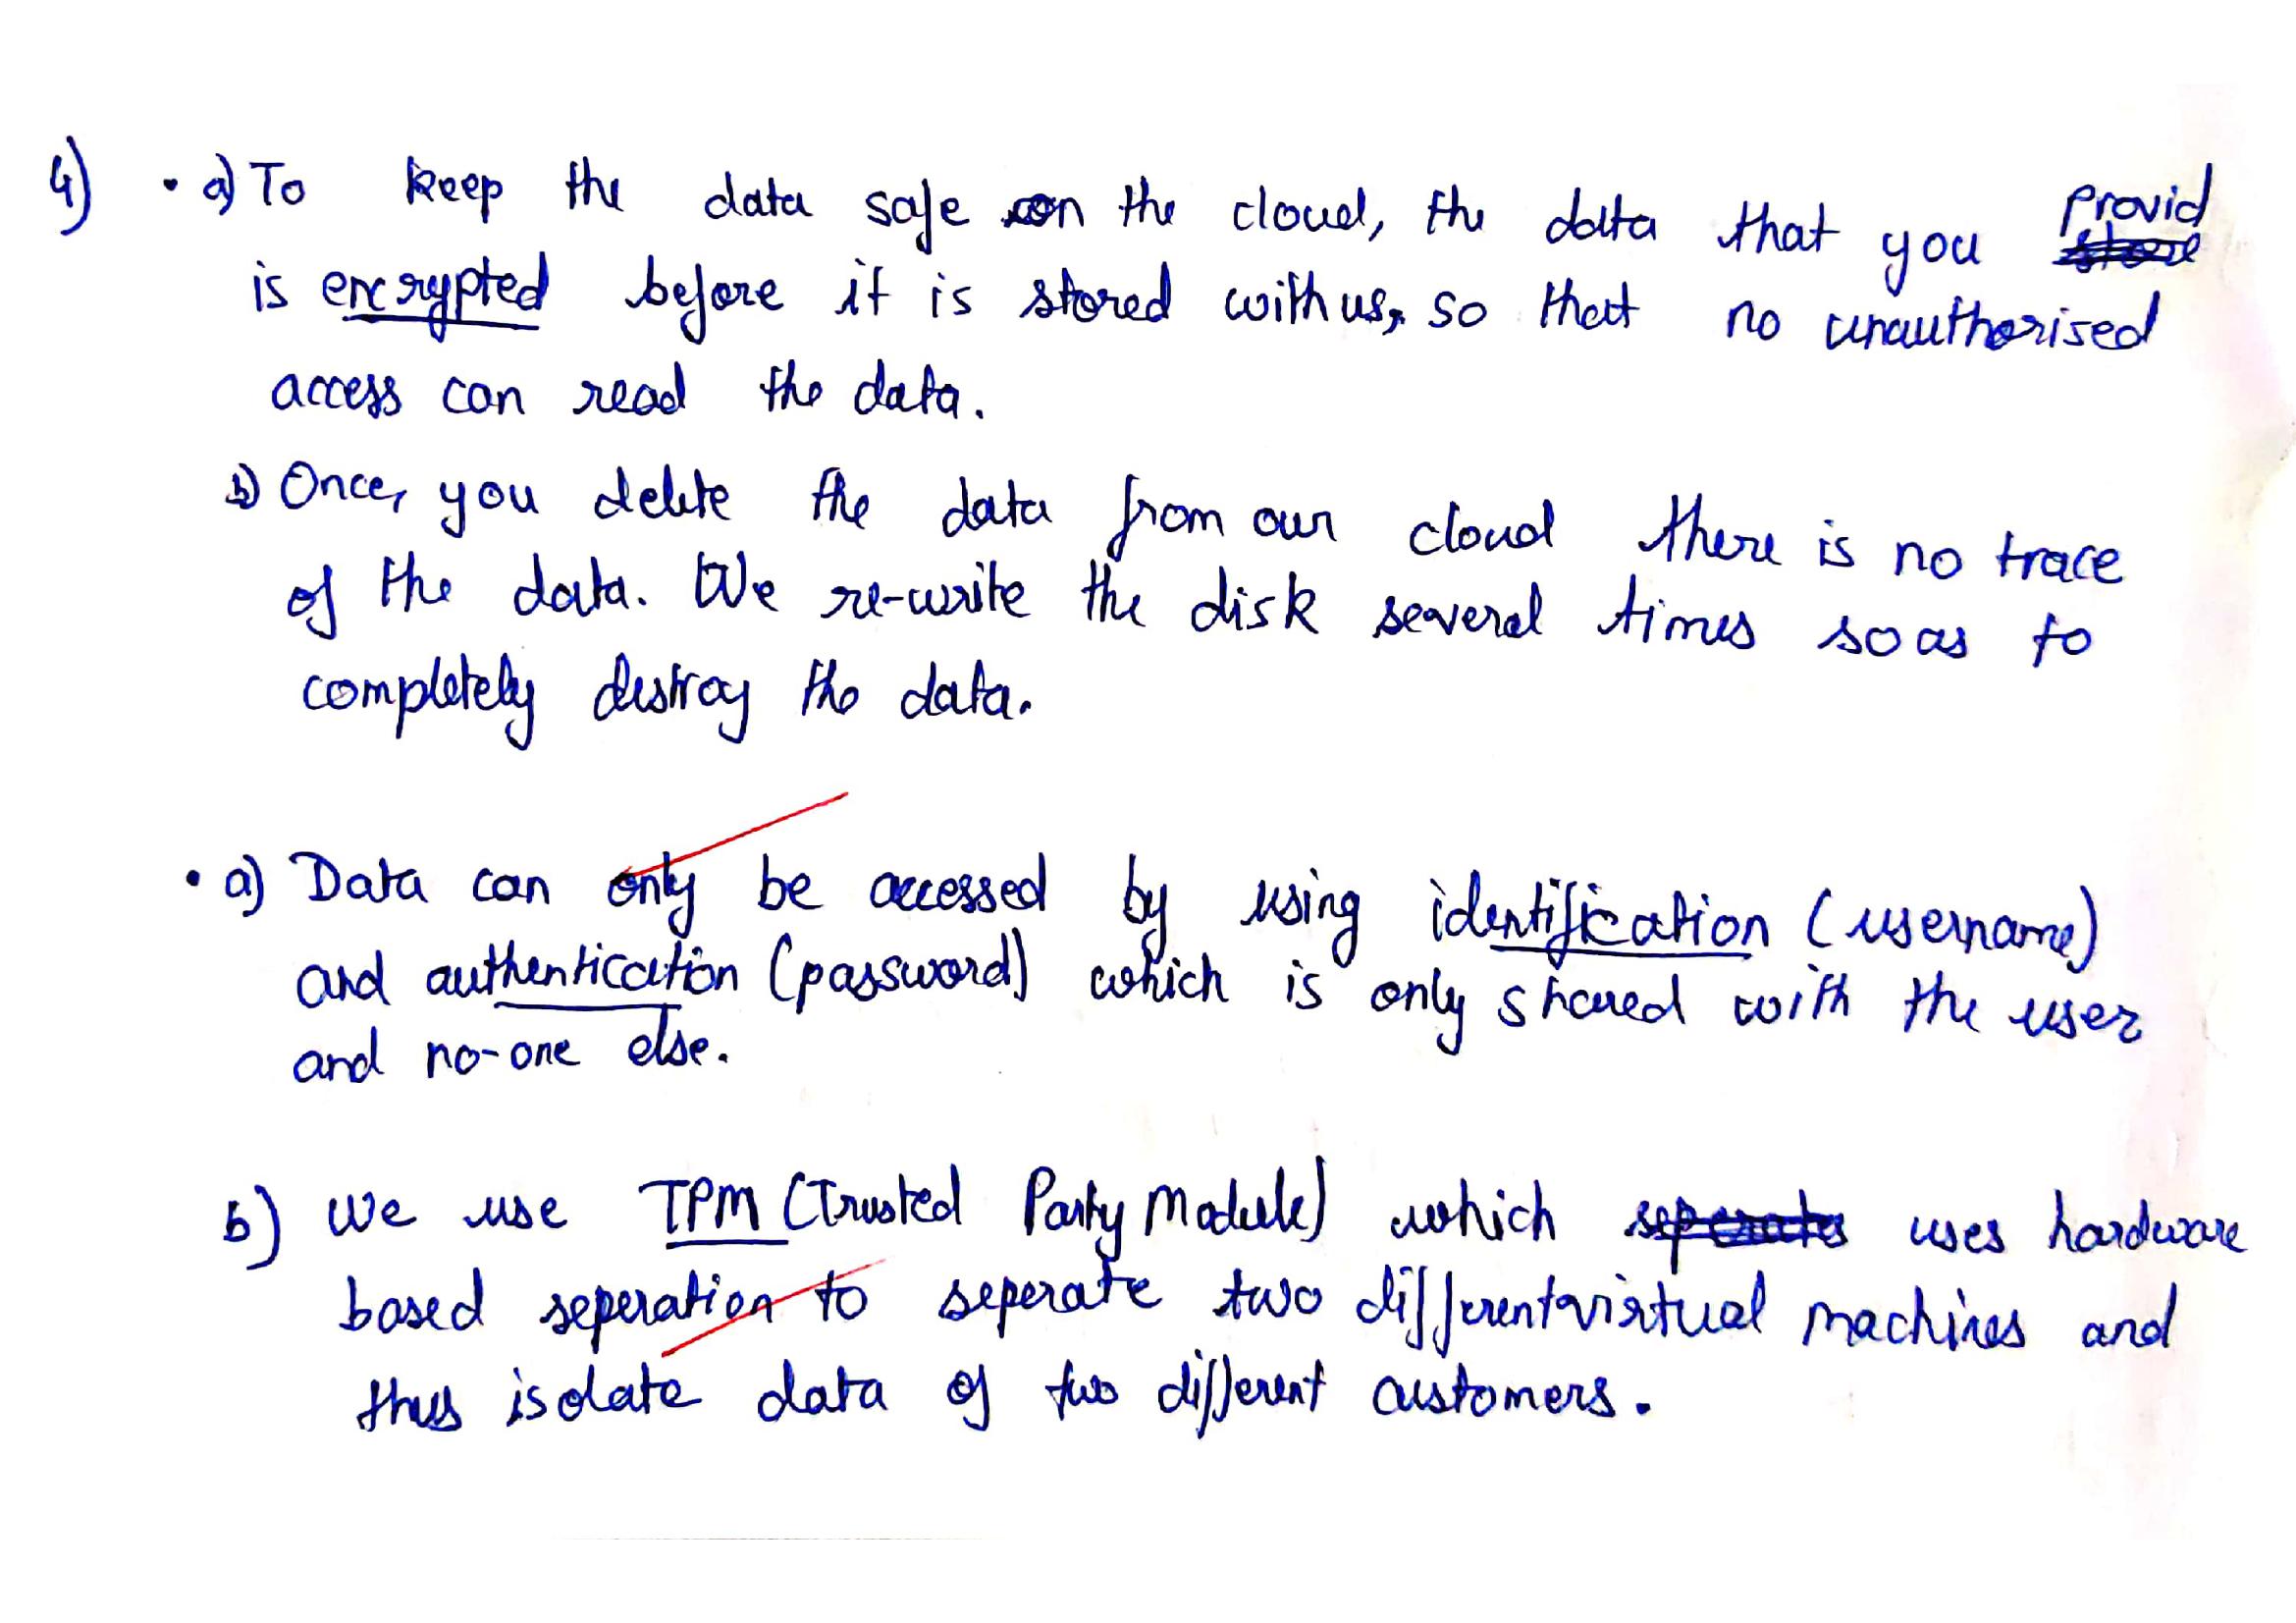 4) • a) To keep the data safe on the cloud, the data that you provid
is encrypted before it is stored with us, so that no unauthorised
access can read the data.
b) Once, you delete the data from our cloud there is no trace
of the data. We re-write the disk several times so as to
completely destroy the data.
• a) Data can only be accessed by using identification (username)
and authentication (password) which is only shared with the user
and no-one else.
b) We use TPM (Trusted Party Module) which seperates uses hardware
based seperation to seperate two different virtual machines and
thus isolate data of two different customers.